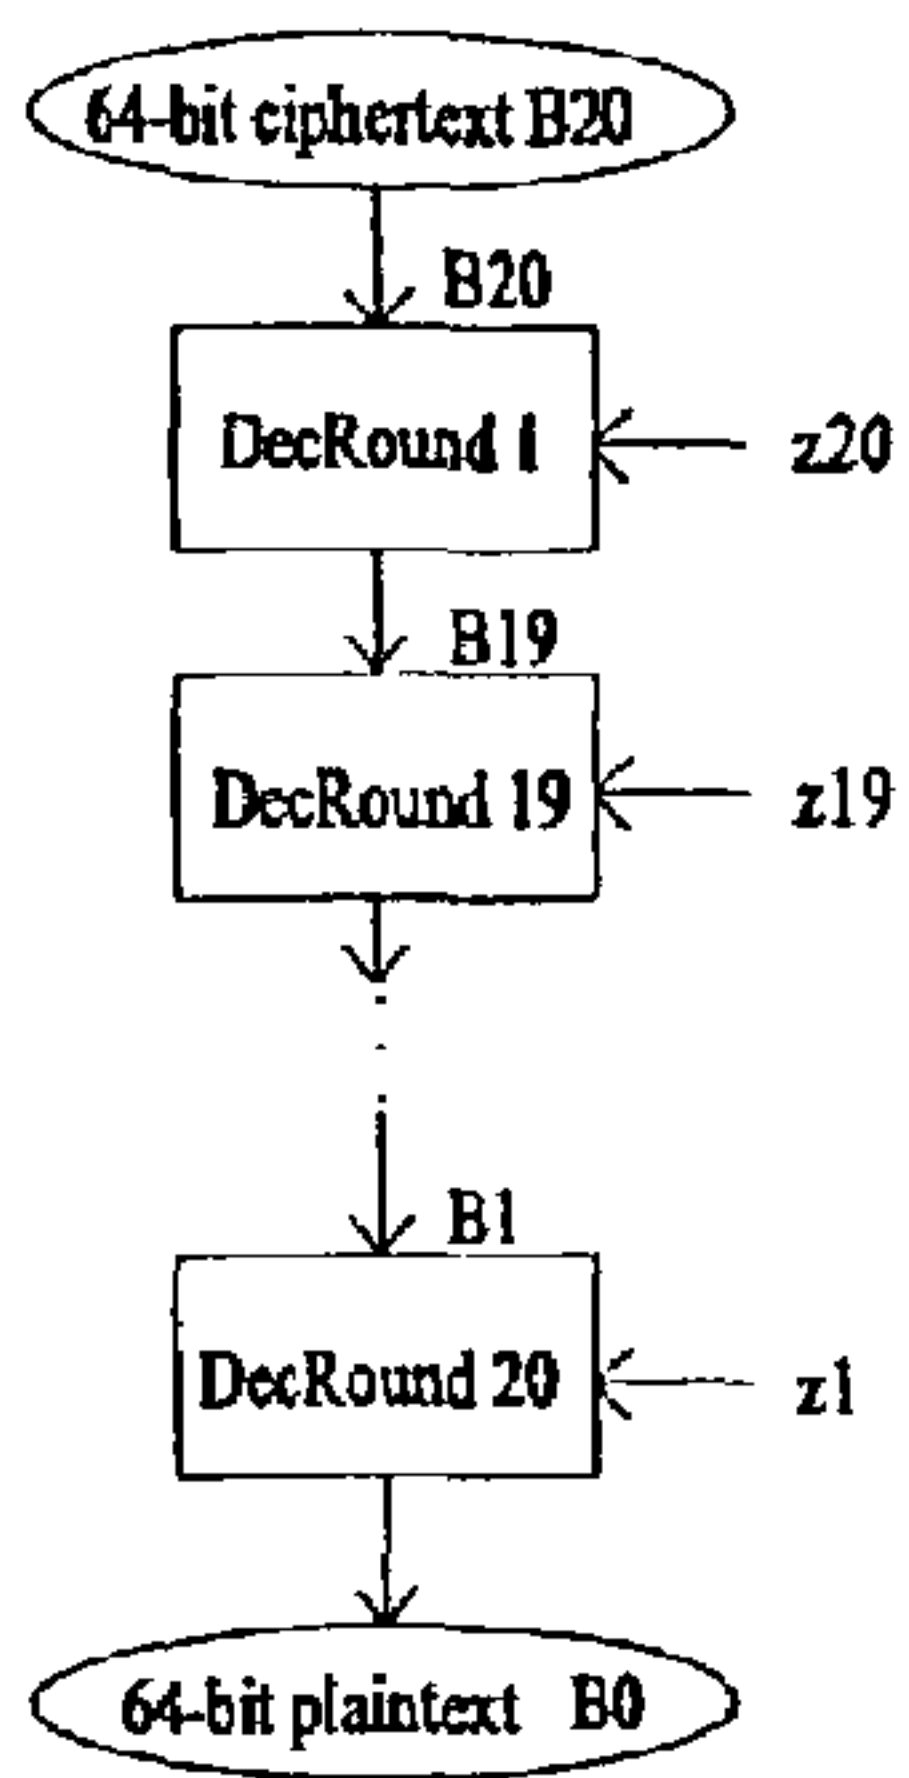 64-bit ciphertext B20
B20
DecRound 1
z20
B19
DecRound 19
z19
B1
DecRound 20
z1
64-bit plaintext B0